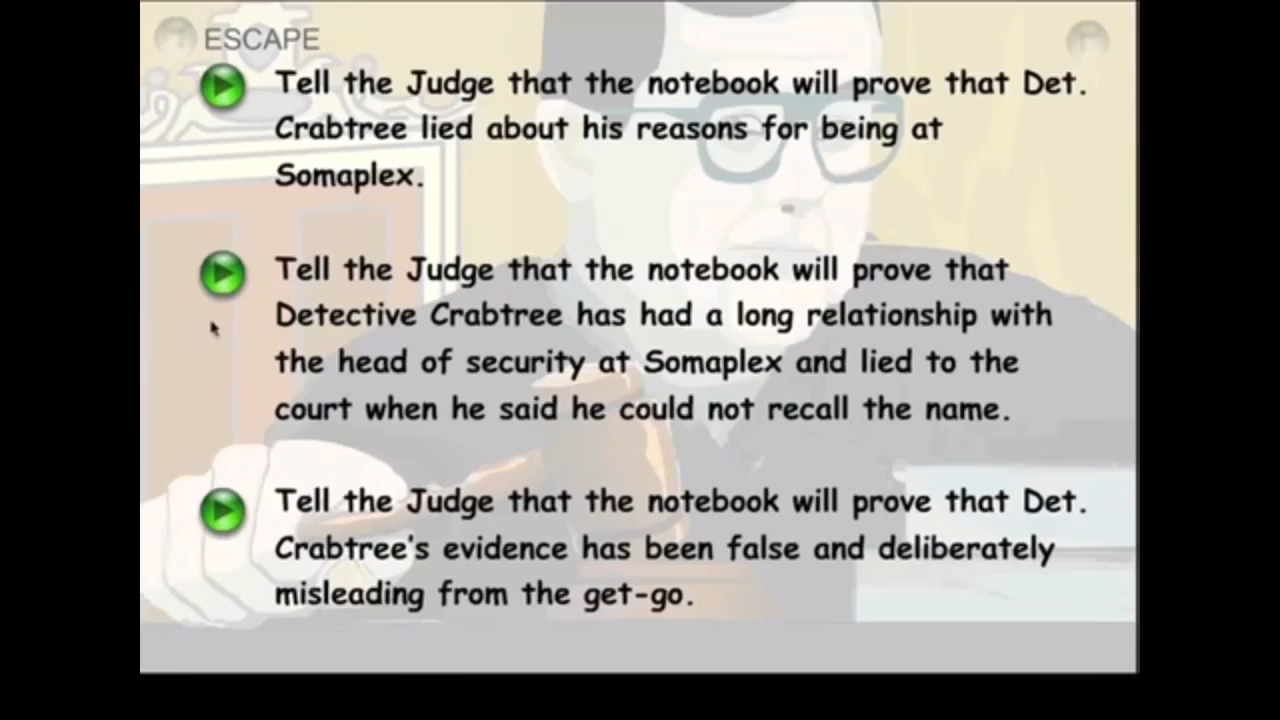 ESCAPE
Tell the Judge that the notebook will prove that Det.
Crabtree lied about his reasons for being at
Somaplex.
Tell the Judge that the notebook will prove that
Detective Crabtree has had a long relationship with
the head of security at Somaplex and lied to the
court when he said he could not recall the name.
Tell the Judge that the notebook will prove that Det.
Crabtree's evidence has been false and deliberately
misleading from the get-go.